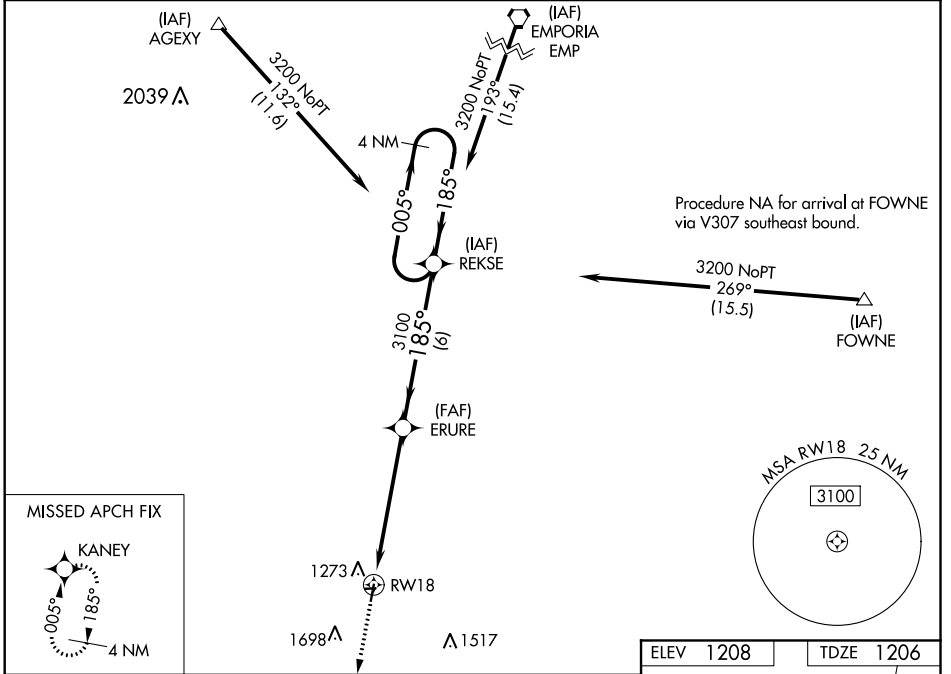 (IAF)
AGEXY
(IAF)
EMPORIA
EMP
3200 NoPT
132°
(11.6)
3200 NoPT
193°
(15.4)
2039
4 NM
005°
185°
Procedure NA for arrival at FOWNE
via V307 southeast bound.
(IAF)
REKSE
3200 NoPT
269°
(15.5)
(IAF)
FOWNE
3100
185°
(6)
(FAF)
ERURE
MSA RW18 25 NM
3100
MISSED APCH FIX
KANEY
005°
185°
4 NM
1273
RW18
1698
1517
ELEV 1208
TDZE 1206